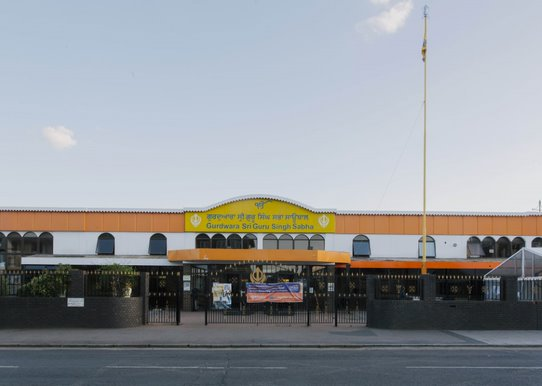 ੴ
ਗੁਰਦੁਆਰਾ ਸ੍ਰੀ ਗੁਰੂ ਸਿੰਘ ਸਭਾ ਸਾਊਥਾਲ
Gurdwara Sri Guru Singh Sabha